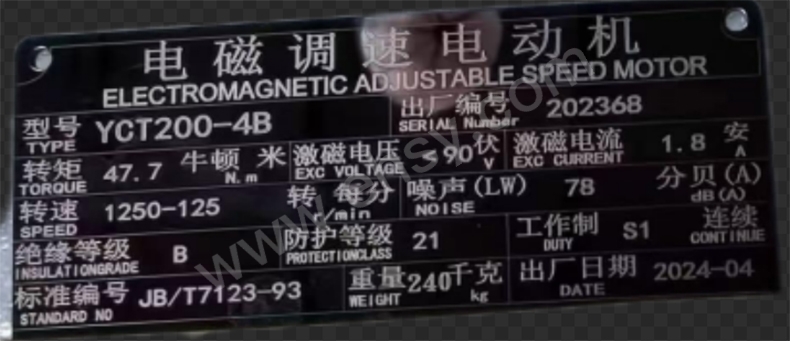 电磁调速电动机
ELECTROMAGNETIC ADJUSTABLE SPEED MOTOR
型号 YCT200-4B 出厂编号 202368
TYPE SERIAL Number
转矩 47.7 牛顿 米 激磁电压 ≤90 伏 激磁电流 1.8 安
TORQUE N.m EXC VOLTAGE V EXC CURRENT A
转速 1250-125 转 每分 噪声(LW) 78 分贝(A)
SPEED r/min NOISE dB(A)
绝缘等级 B 防护等级 21 工作制 S1 连续
INSULATIONGRADE PROTECTIONCLASS DUTY CONTINUE
标准编号 JB/T7123-93 重量 240 千克 出厂日期 2024-04
STANDARD NO WEIGHT kg DATE